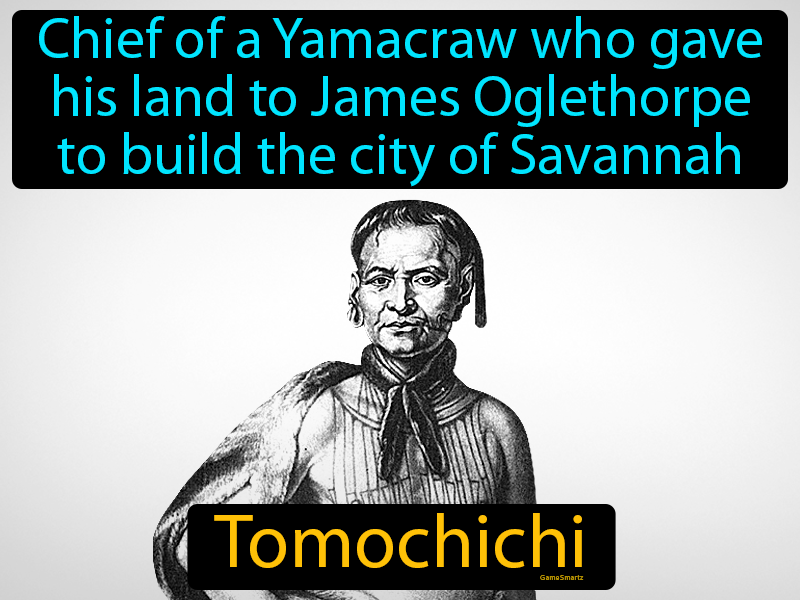 Chief of a Yamacraw who gave
his land to James Oglethorpe
to build the city of Savannah
Tomochichi
GameSmartz